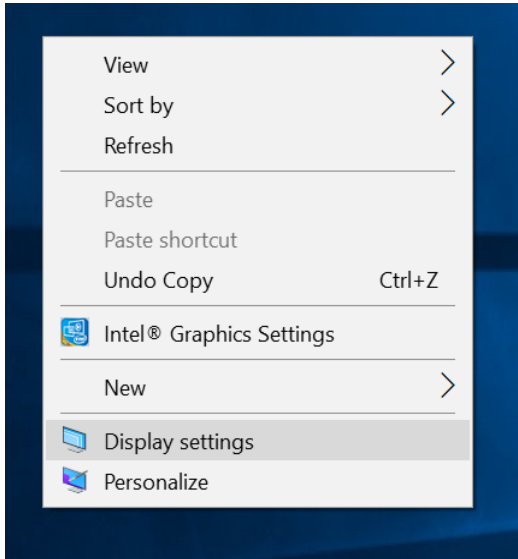 View
Sort by
Refresh
Paste
Paste shortcut
Undo Copy Ctrl+Z
Intel® Graphics Settings
New
Display settings
Personalize